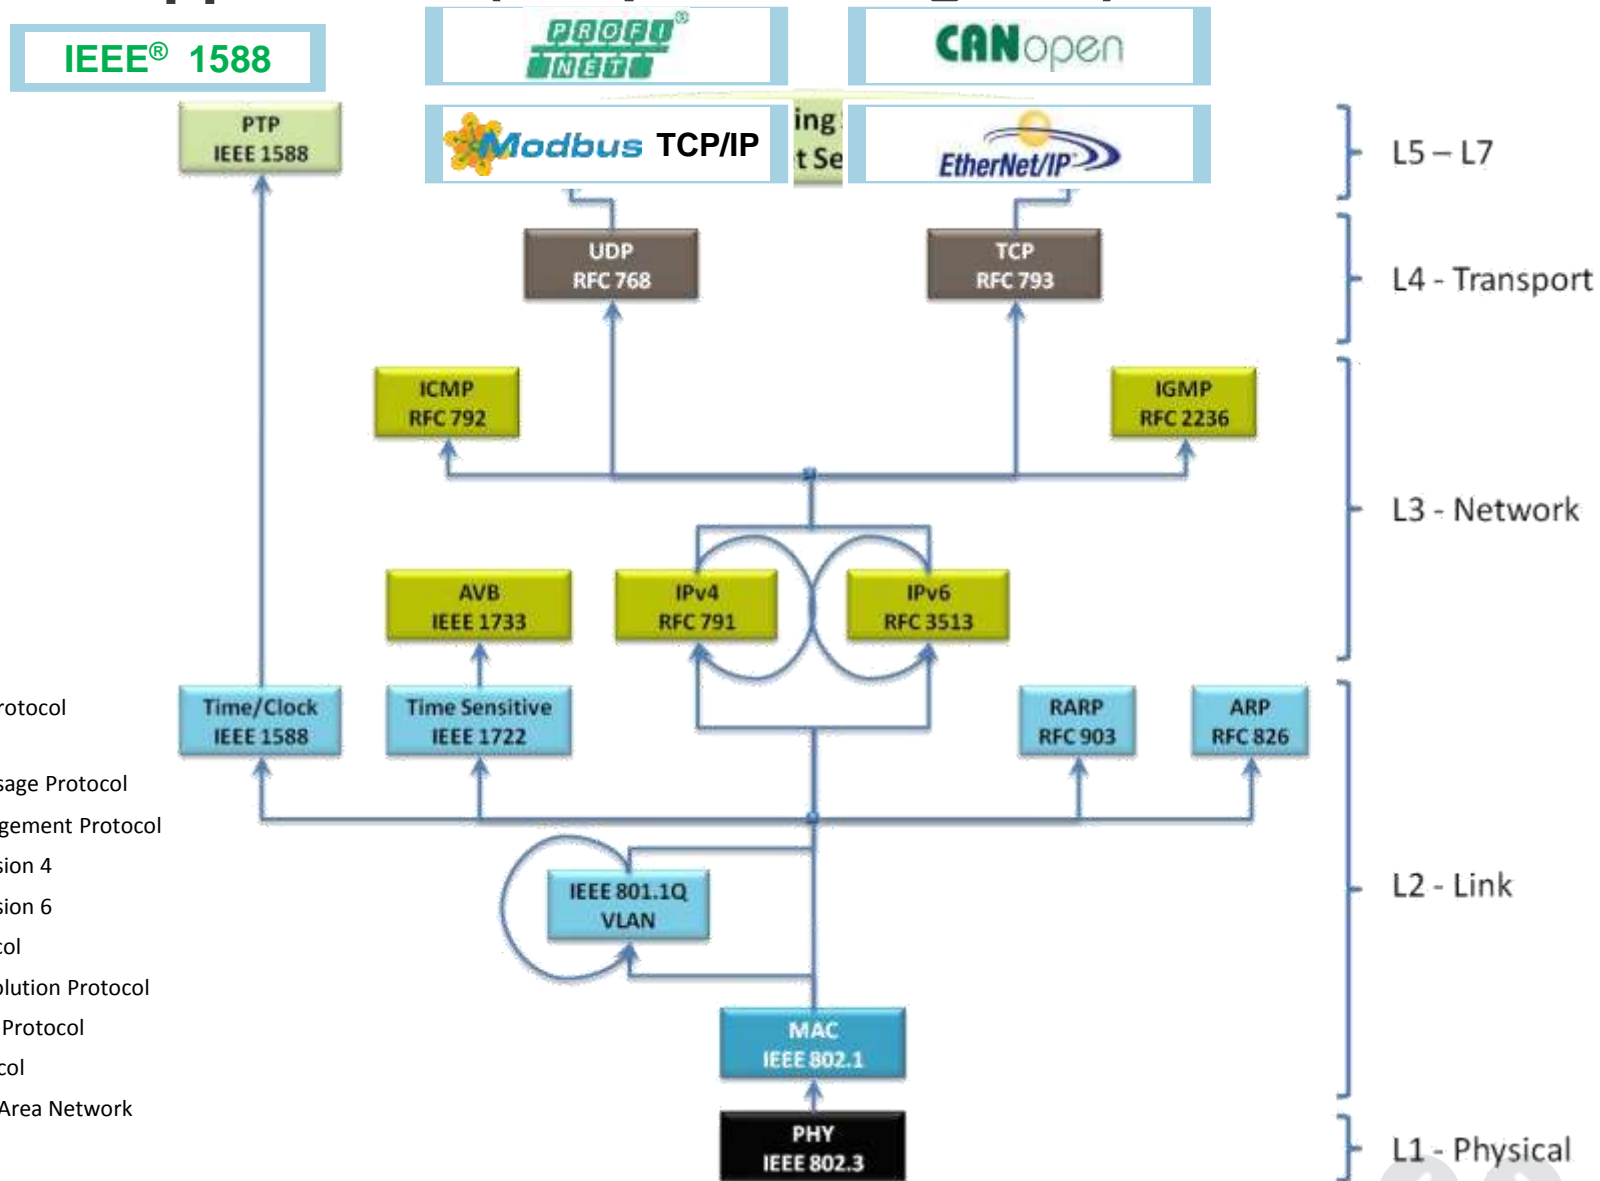 IEEE® 1588
PROFI
NET®
CANopen
PTP
IEEE 1588
Modbus TCP/IP
ing
t Se
EtherNet/IP
L5 – L7
UDP
RFC 768
TCP
RFC 793
L4 - Transport
ICMP
RFC 792
IGMP
RFC 2236
L3 - Network
AVB
IEEE 1733
IPv4
RFC 791
IPv6
RFC 3513
Time/Clock
IEEE 1588
Time Sensitive
IEEE 1722
RARP
RFC 903
ARP
RFC 826
rotocol
sage Protocol
gement Protocol
sion 4
sion 6
col
olution Protocol
Protocol
col
Area Network
IEEE 801.1Q
VLAN
L2 - Link
MAC
IEEE 802.1
PHY
IEEE 802.3
L1 - Physical